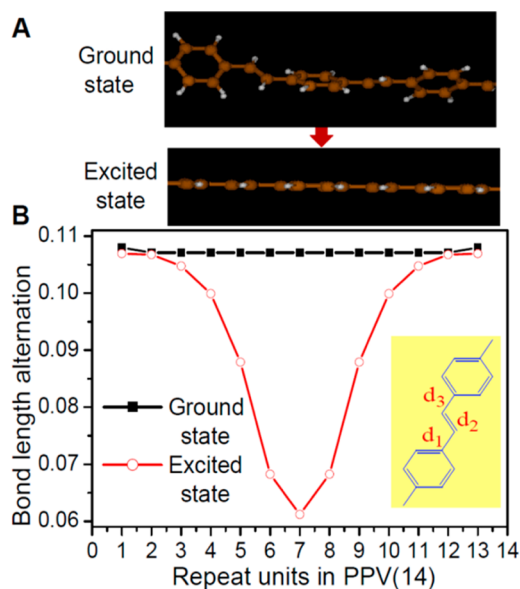 A
Ground
state
Excited
state
B
Bond length alternation
0.11
0.10
0.09
0.08
0.07
0.06
Ground
state
Excited
state
d3
d2
d1
0 1 2 3 4 5 6 7 8 9 10 11 12 13 14
Repeat units in PPV(14)